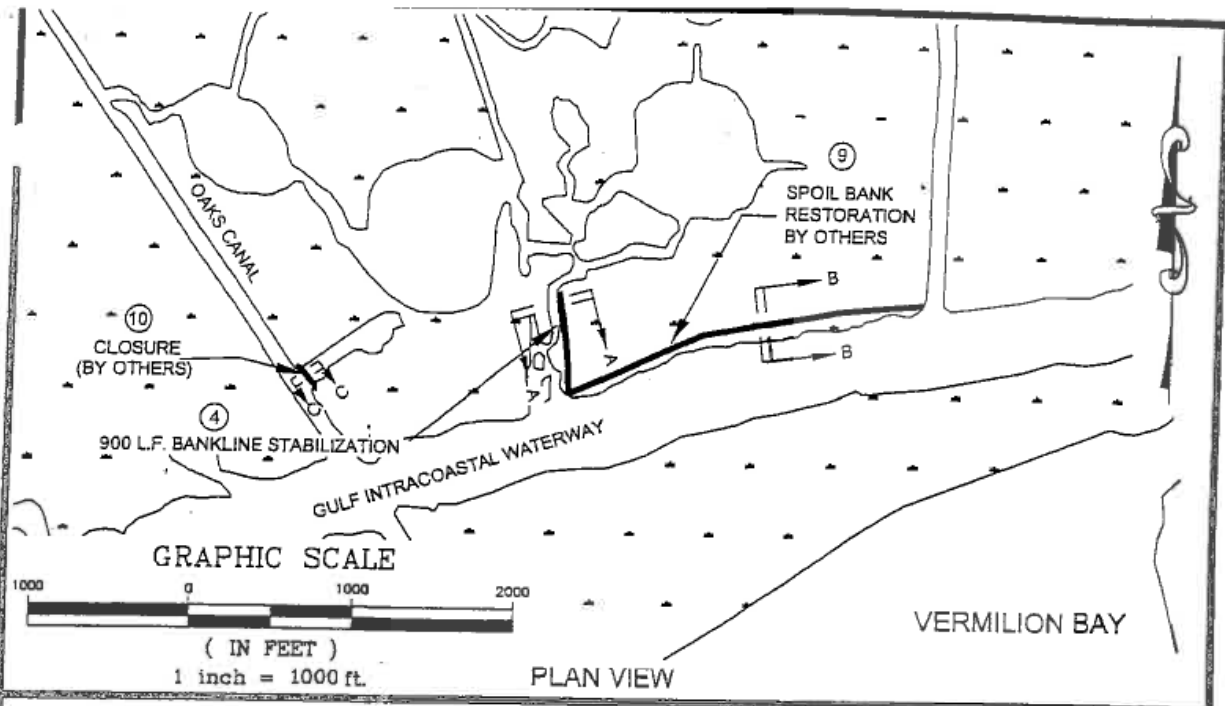 OAKS CANAL
9
SPOIL BANK
RESTORATION
BY OTHERS
B
B
A
A
10
CLOSURE
(BY OTHERS)
C
C
4
900 L.F. BANKLINE STABILIZATION
GULF INTRACOASTAL WATERWAY
GRAPHIC SCALE
1000 0 1000 2000
( IN FEET )
1 inch = 1000 ft.
PLAN VIEW
VERMILION BAY